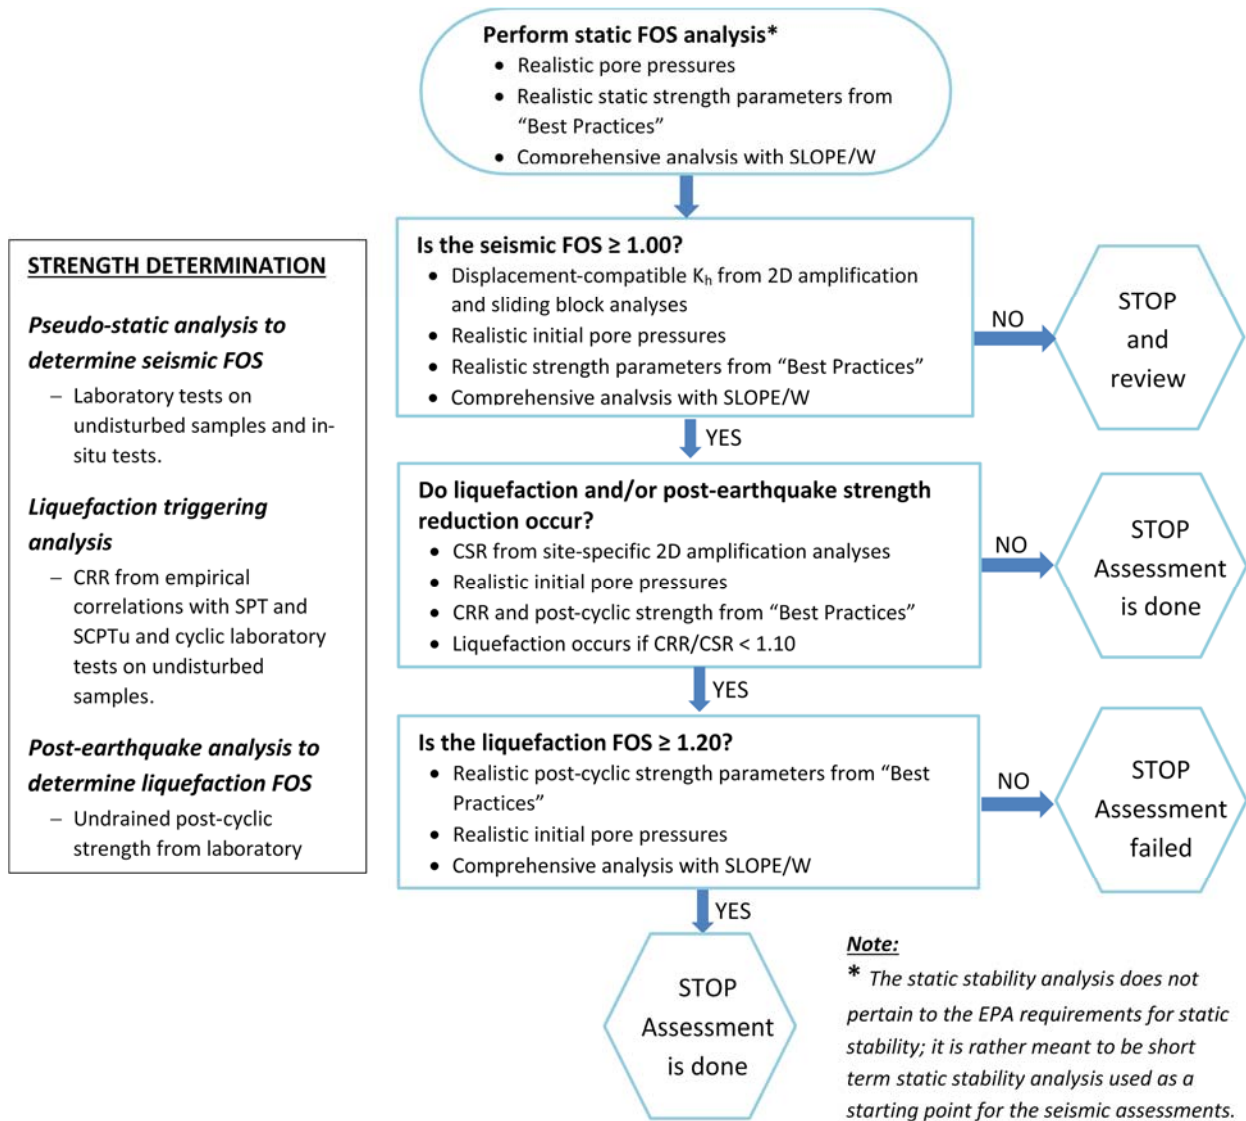 Perform static FOS analysis*
• Realistic pore pressures
• Realistic static strength parameters from
“Best Practices”
• Comprehensive analysis with SLOPE/W
Is the seismic FOS ≥ 1.00?
• Displacement-compatible Kh from 2D amplification
and sliding block analyses
• Realistic initial pore pressures
• Realistic strength parameters from “Best Practices”
• Comprehensive analysis with SLOPE/W
NO
STOP
and
review
YES
Do liquefaction and/or post-earthquake strength
reduction occur?
• CSR from site-specific 2D amplification analyses
• Realistic initial pore pressures
• CRR and post-cyclic strength from “Best Practices”
• Liquefaction occurs if CRR/CSR < 1.10
NO
STOP
Assessment
is done
YES
Is the liquefaction FOS ≥ 1.20?
• Realistic post-cyclic strength parameters from “Best
Practices”
• Realistic initial pore pressures
• Comprehensive analysis with SLOPE/W
NO
STOP
Assessment
failed
YES
STOP
Assessment
is done
STRENGTH DETERMINATION
Pseudo-static analysis to
determine seismic FOS
– Laboratory tests on
undisturbed samples and in-
situ tests.
Liquefaction triggering
analysis
– CRR from empirical
correlations with SPT and
SCPTu and cyclic laboratory
tests on undisturbed
samples.
Post-earthquake analysis to
determine liquefaction FOS
– Undrained post-cyclic
strength from laboratory
Note:
* The static stability analysis does not
pertain to the EPA requirements for static
stability; it is rather meant to be short
term static stability analysis used as a
starting point for the seismic assessments.